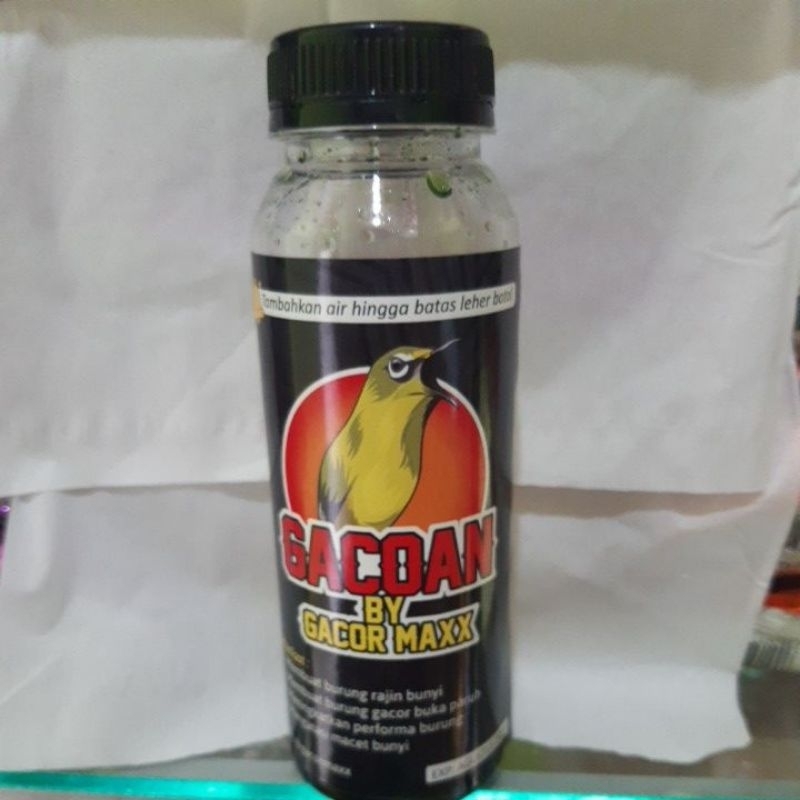 Tambahkan air hingga batas leher botol
GACOAN
BY
GACOR MAXX
burung rajin bunyi
burung gacor buka paruh
performa burung
macet bunyi
EXP